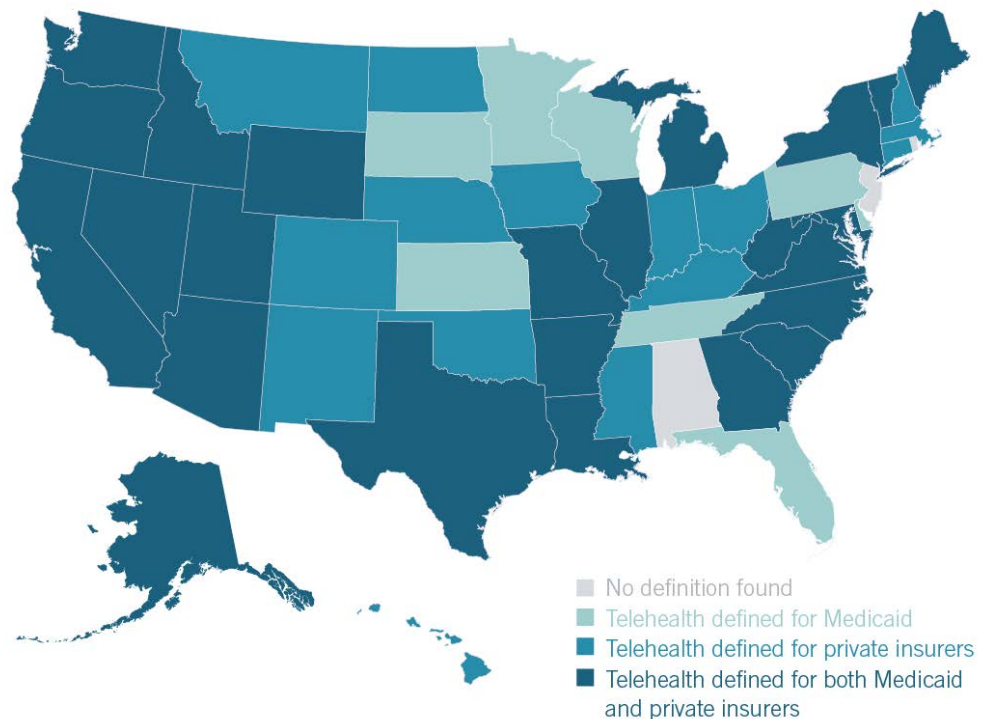 No definition found
Telehealth defined for Medicaid
Telehealth defined for private insurers
Telehealth defined for both Medicaid
and private insurers